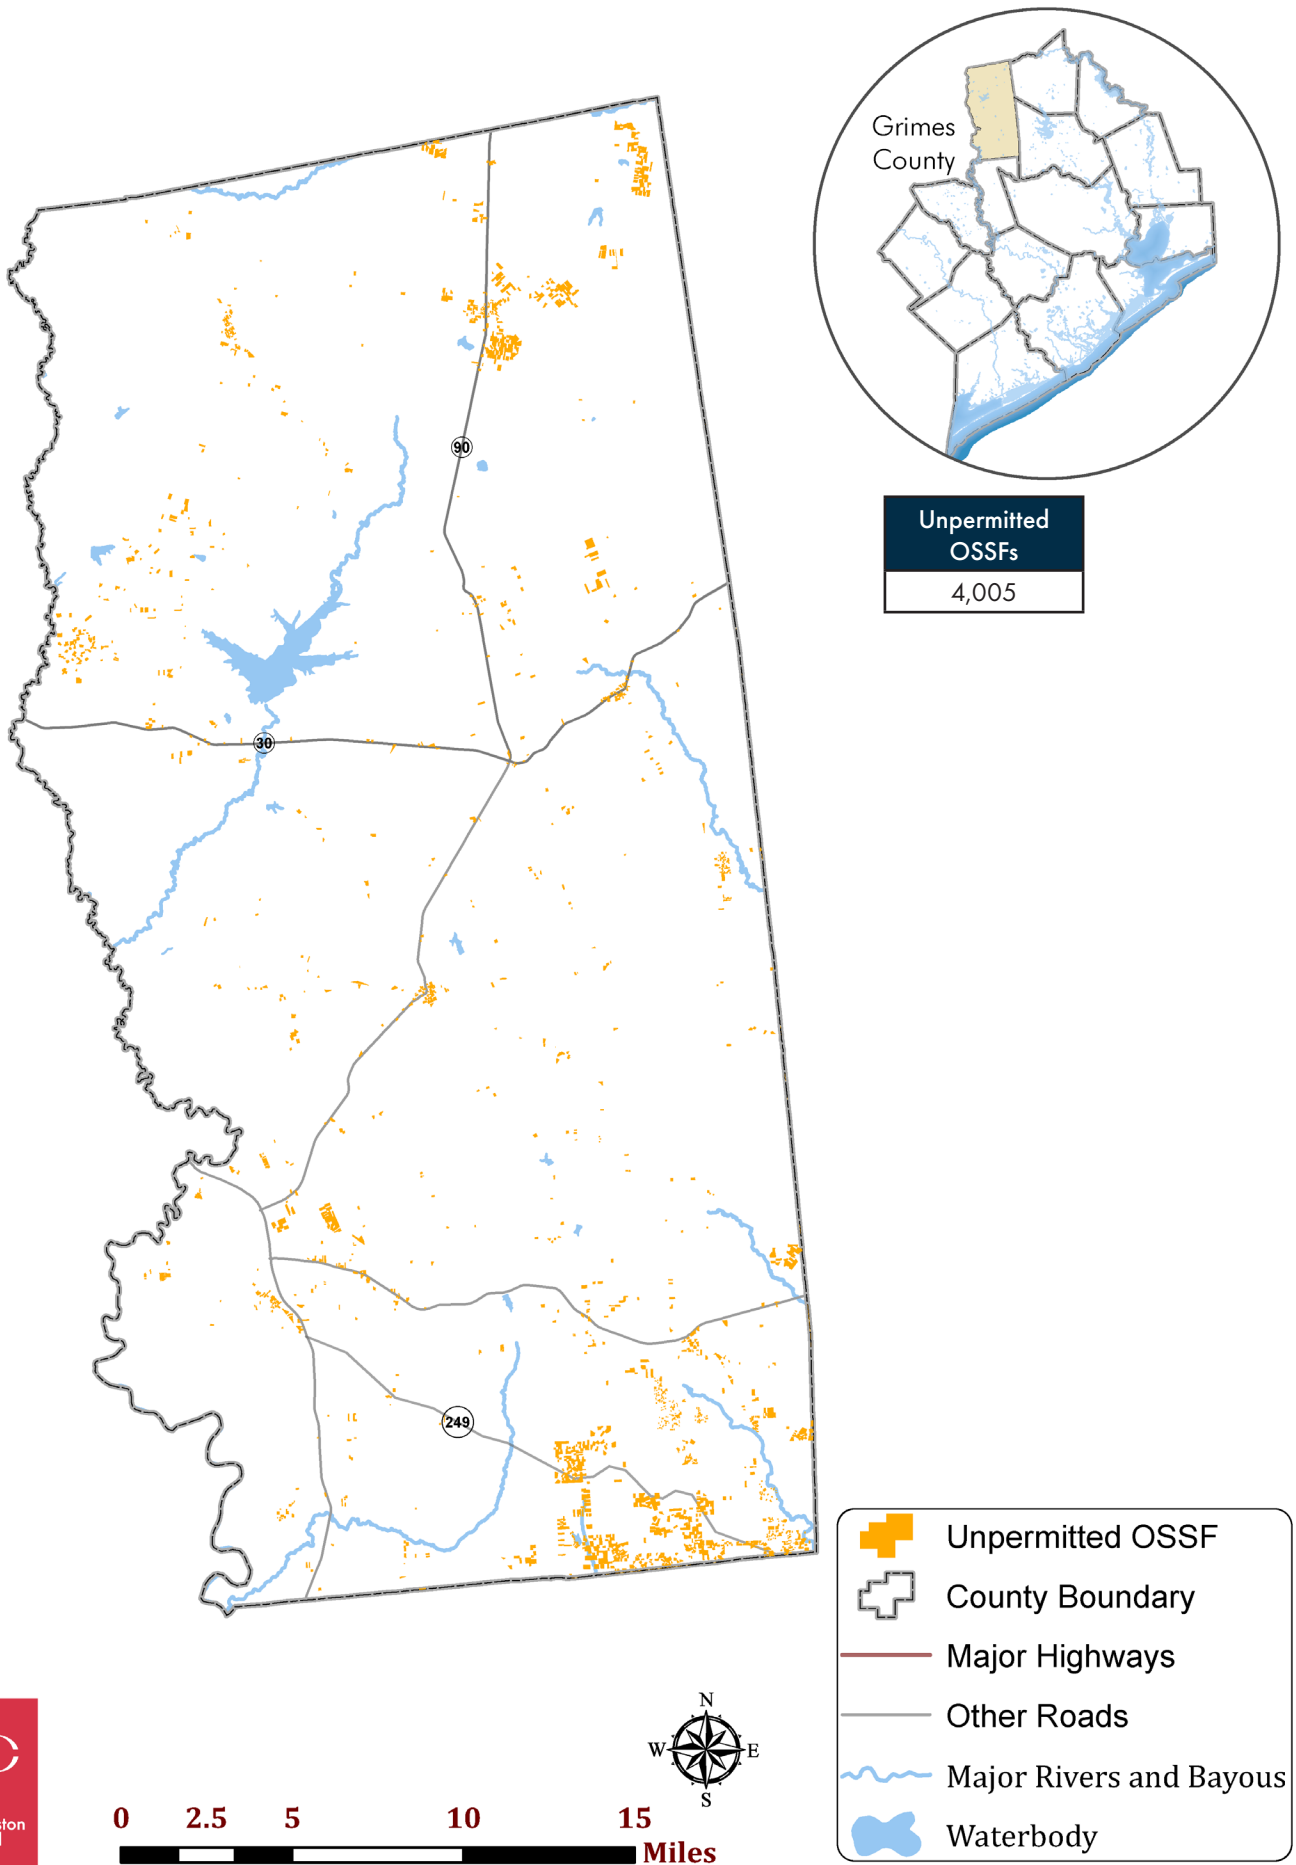 Grimes
County
Unpermitted
OSSFs
4,005
90
30
249
Unpermitted OSSF
County Boundary
Major Highways
Other Roads
Major Rivers and Bayous
Waterbody
N
W E
S
0 2.5 5 10 15
Miles